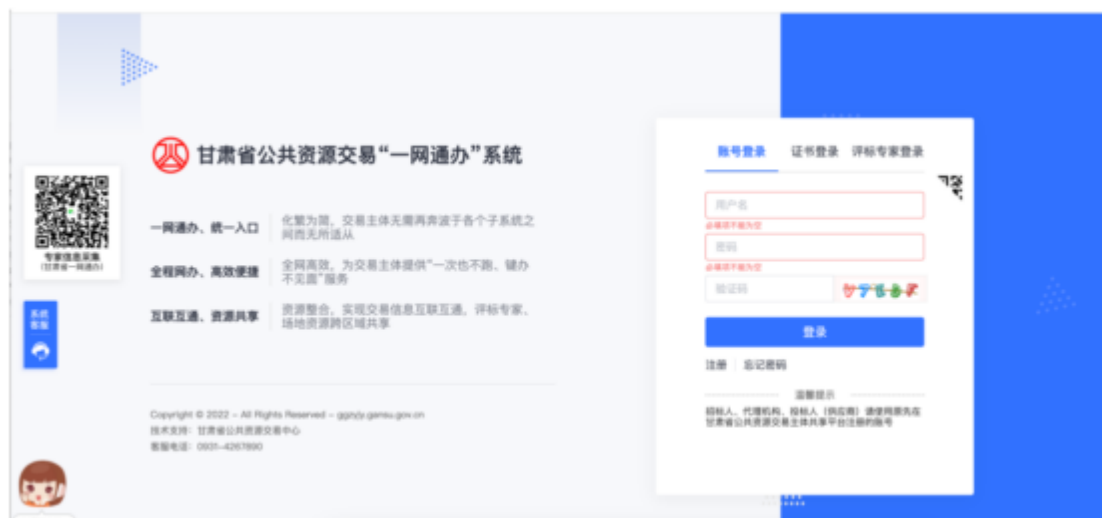 甘肃省公共资源交易“一网通办”系统
一网通办、统一入口
化繁为简，交易主体无需再奔波于各个子系统之
间而无所适从
全程网办、高效便捷
全网高效，为交易主体提供“一次也不跑、键办
不见面”服务
互联互通、资源共享
资源整合，实现交易信息互联互通，评标专家、
场地资源跨区域共享
Copyright © 2022 - All Rights Reserved - ggzyjy.gansu.gov.cn
技术支持：甘肃省公共资源交易中心
客服电话：0931-4267890
专家信息采集
（甘肃省一网通办）
系统
客服
账号登录 证书登录 评标专家登录
用户名
必填项不能为空
密码
必填项不能为空
验证码
登录
注册 忘记密码
温馨提示
招标人、代理机构、投标人（供应商）请使用原先在
甘肃省公共资源交易主体共享平台注册的账号